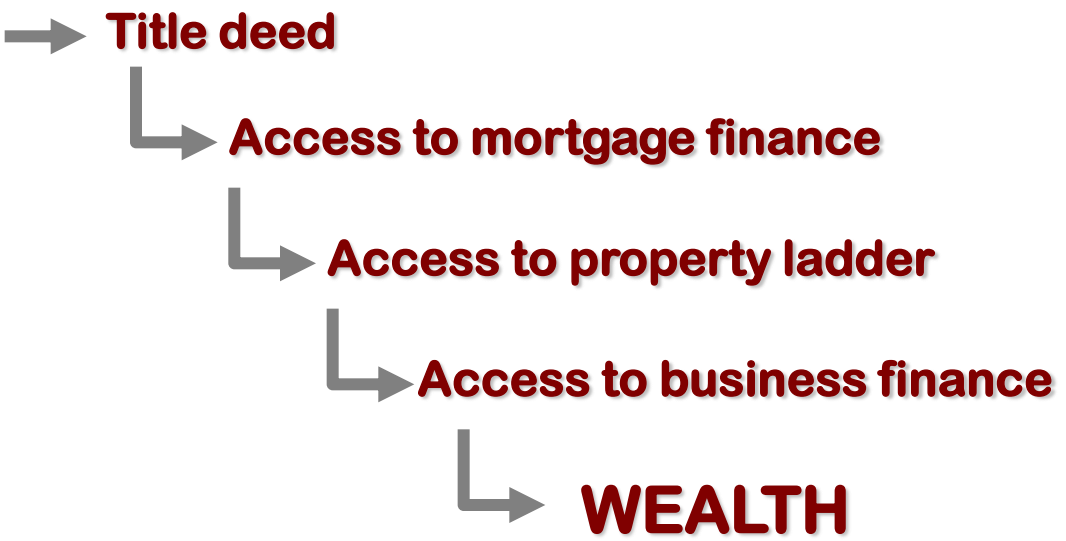 Title deed
Access to mortgage finance
Access to property ladder
Access to business finance
WEALTH